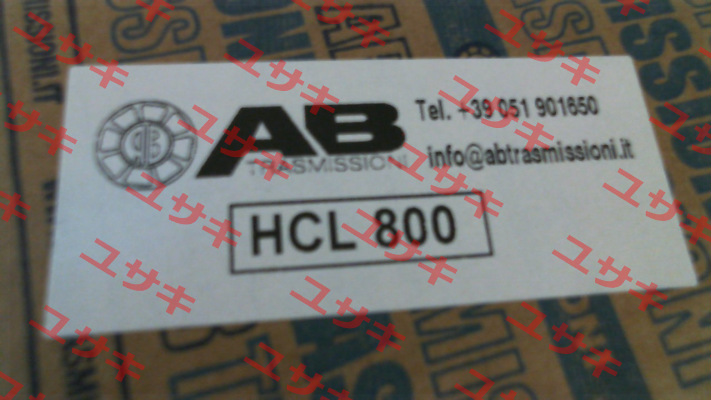 AB
TRASMISSIONI
Tel. +39 051 901650
info@abtrasmissioni.it
HCL 800
ユサキ